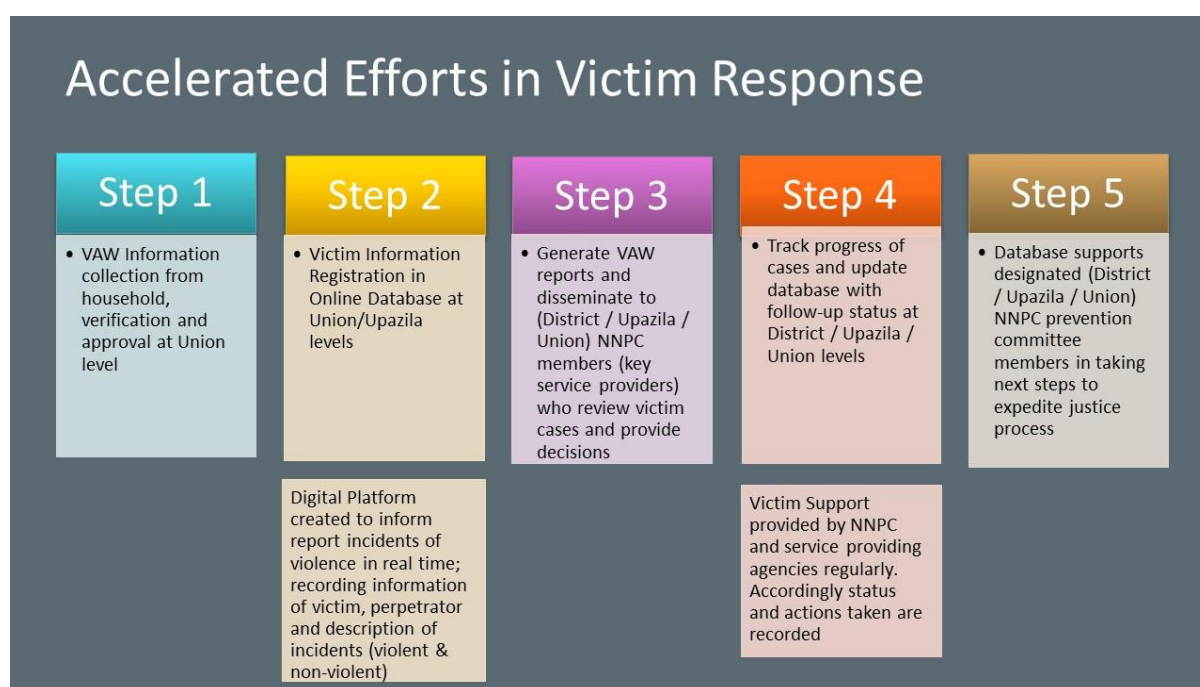 Accelerated Efforts in Victim Response
Step 1
• VAW Information
collection from
household,
verification and
approval at Union
level
Step 2
• Victim Information
Registration in
Online Database at
Union/Upazila
levels
Digital Platform
created to inform
report incidents of
violence in real time;
recording information
of victim, perpetrator
and description of
incidents (violent &
non-violent)
Step 3
• Generate VAW
reports and
disseminate to
(District / Upazila /
Union) NNPC
members (key
service providers)
who review victim
cases and provide
decisions
Step 4
• Track progress of
cases and update
database with
follow-up status at
District / Upazila /
Union levels
Victim Support
provided by NNPC
and service providing
agencies regularly.
Accordingly status
and actions taken are
recorded
Step 5
• Database supports
designated (District
/ Upazila / Union)
NNPC prevention
committee
members in taking
next steps to
expedite justice
process